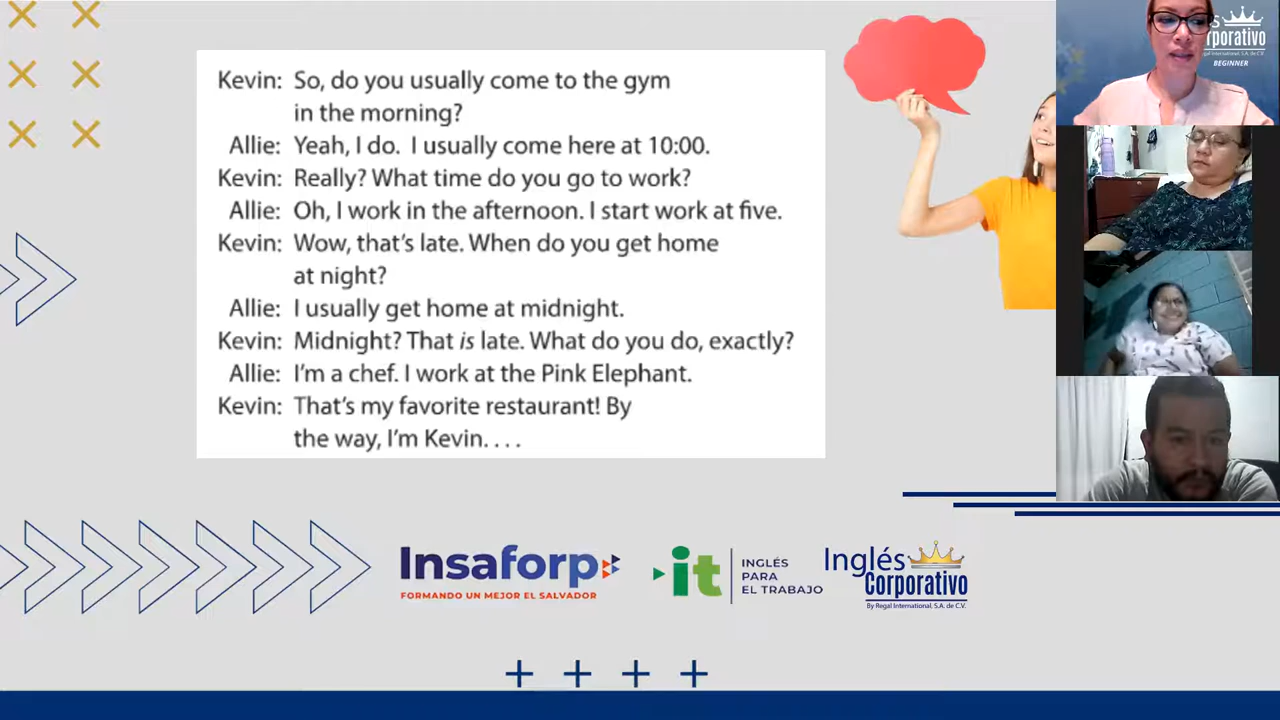 Kevin: So, do you usually come to the gym
in the morning?
Allie: Yeah, I do. I usually come here at 10:00.
Kevin: Really? What time do you go to work?
Allie: Oh, I work in the afternoon. I start work at five.
Kevin: Wow, that's late. When do you get home
at night?
Allie: I usually get home at midnight.
Kevin: Midnight? That is late. What do you do, exactly?
Allie: I'm a chef. I work at the Pink Elephant.
Kevin: That's my favorite restaurant! By
the way, I'm Kevin. . . .
Insaforp
FORMANDO UN MEJOR EL SALVADOR
it
INGLÉS
PARA
EL TRABAJO
Inglés
Corporativo
By Regal International, S.A. de C.V.
BEGINNER